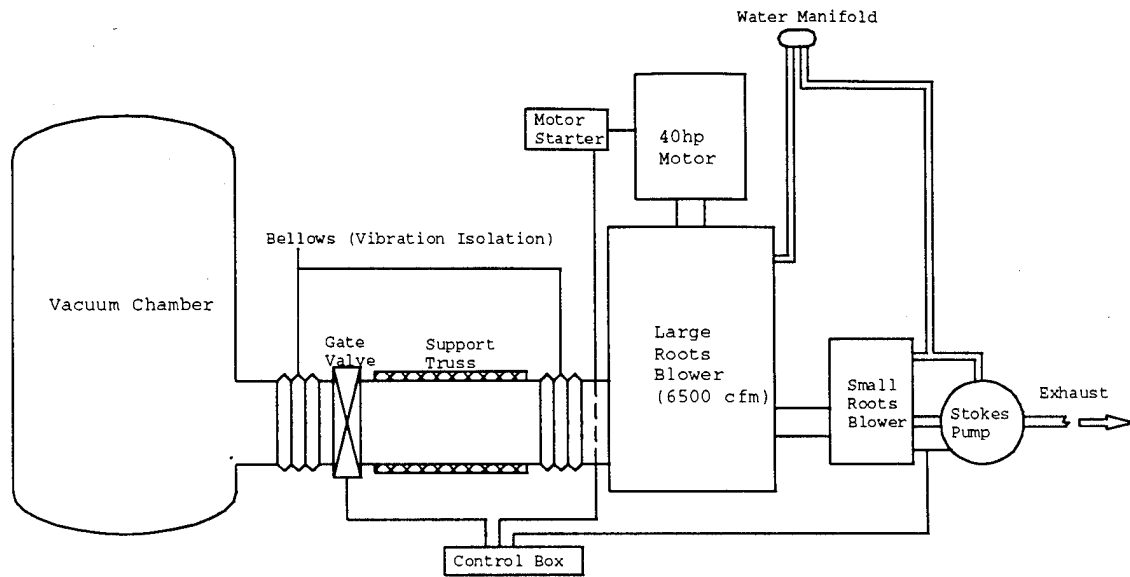 Water Manifold
Motor
Starter
40hp
Motor
Bellows (Vibration Isolation)
Vacuum Chamber
Gate
Valve
Support
Truss
Large
Roots
Blower
(6500 cfm)
Small
Roots
Blower
Stokes
Pump
Exhaust
Control Box